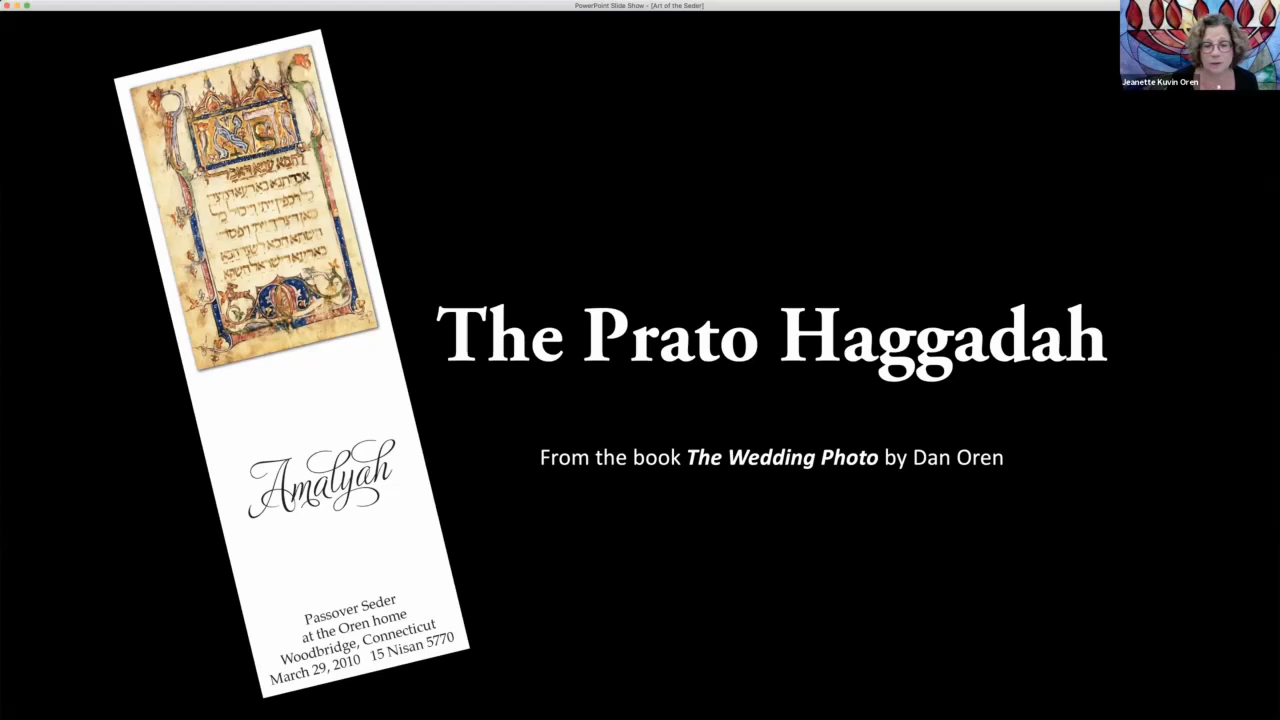 PowerPoint Slide Show - [Art of the Seder]
Jeanette Kuvin Oren
The Prato Haggadah
From the book The Wedding Photo by Dan Oren
Amalyah
Passover Seder
at the Oren home
Woodbridge, Connecticut
March 29, 2010 15 Nisan 5770